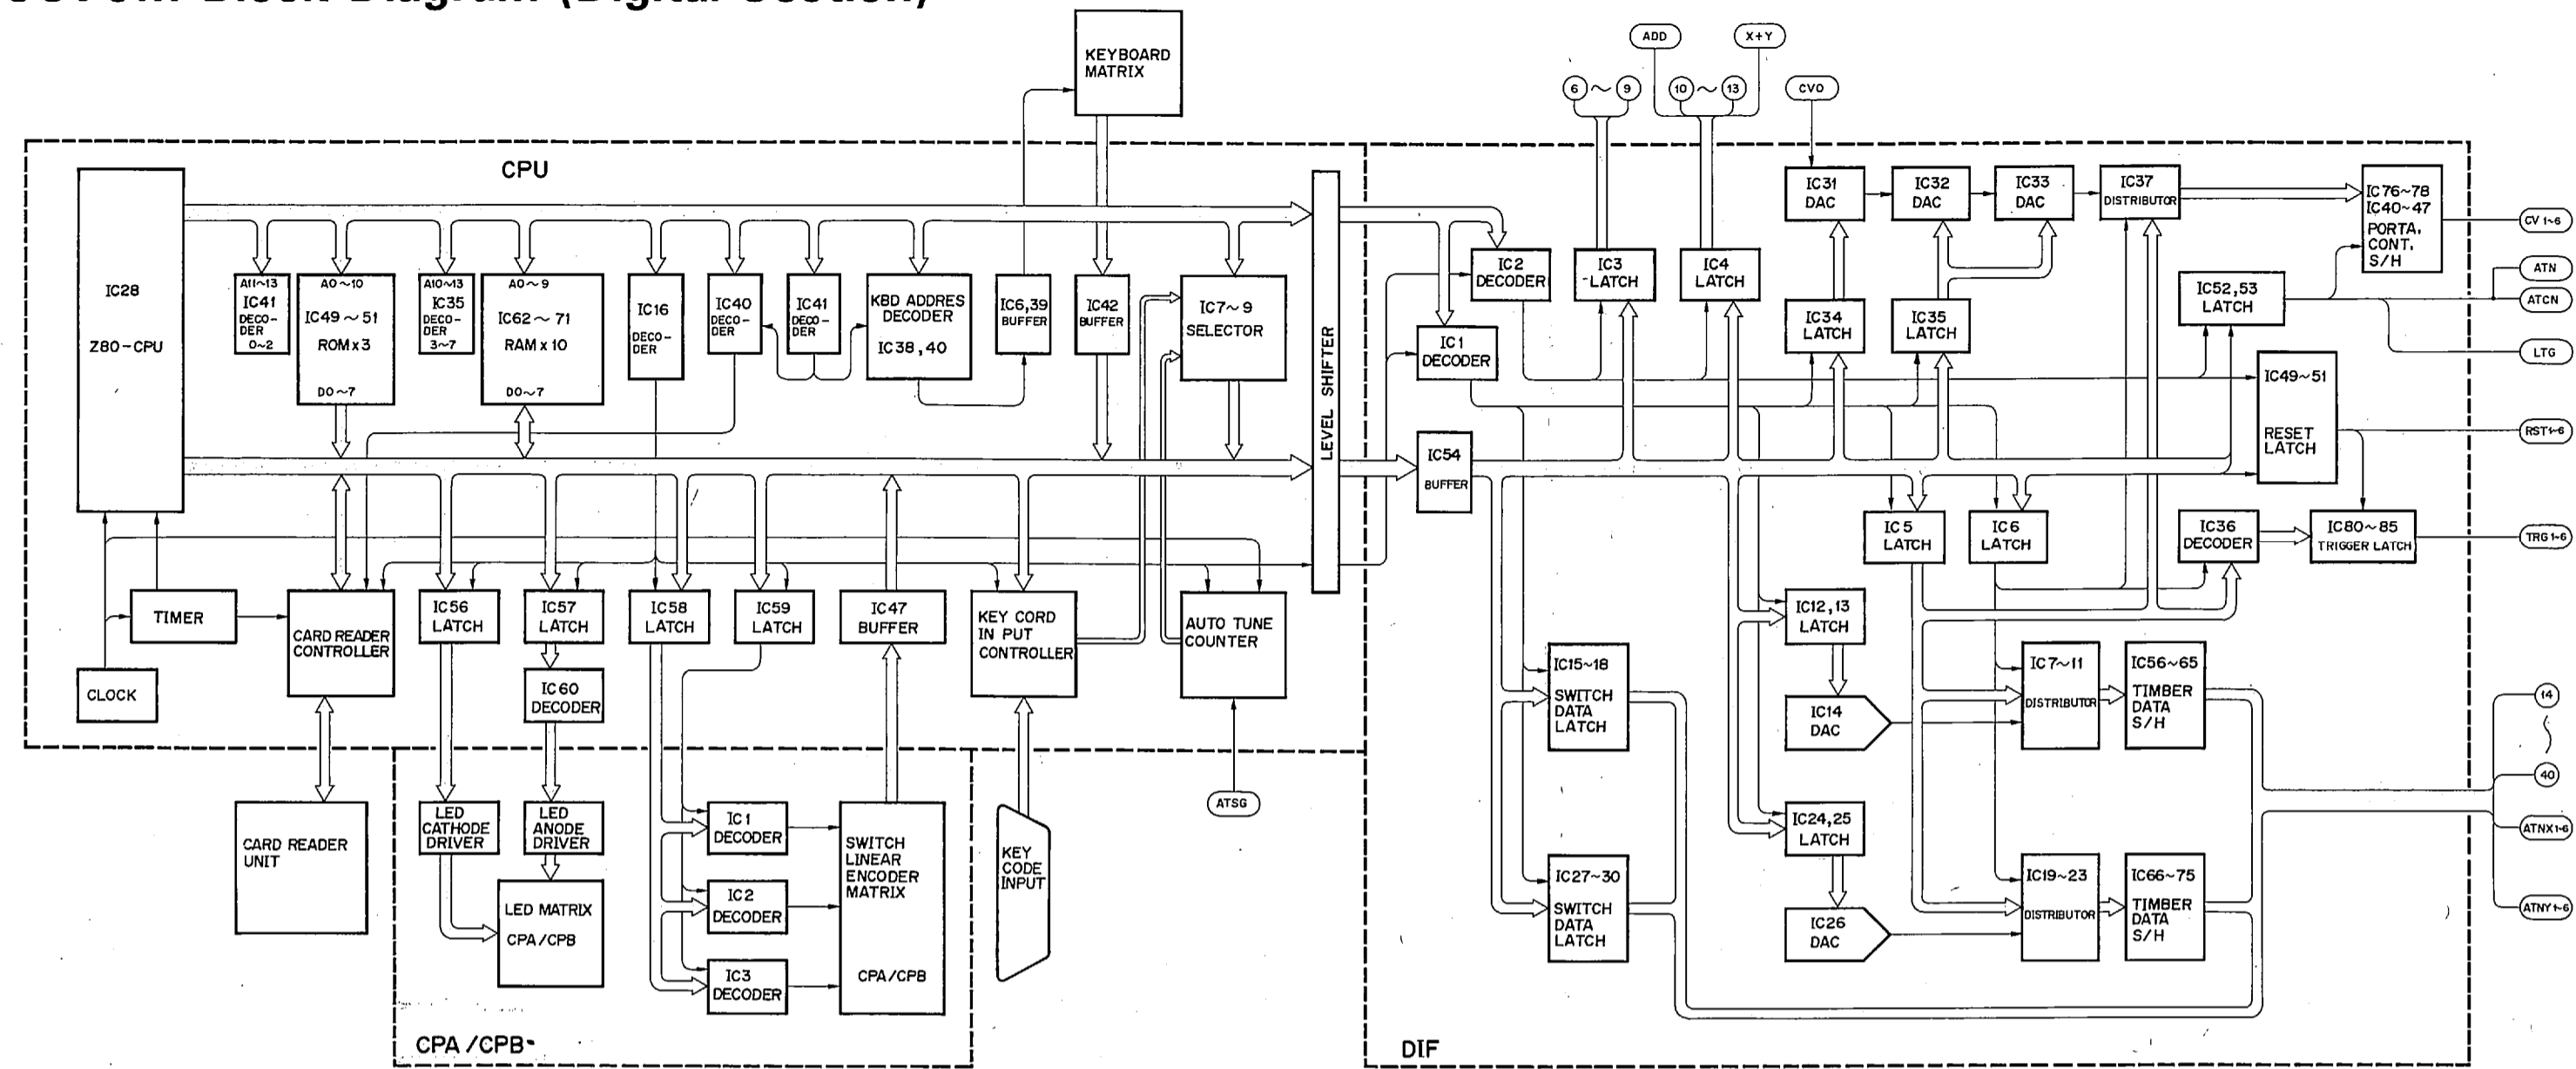 Block Diagram (Digital Section)
KEYBOARD
MATRIX
ADD
X+Y
6 ~ 9
10 ~ 13
CVO
CPU
IC28
Z80-CPU
A11~13
IC41
DECO-
DER
0~2
A0~10
IC49~51
ROM x 3
D0~7
A10~13
IC35
DECO-
DER
3~7
A0~9
IC62~71
RAM x 10
D0~7
IC16
DECO-
DER
IC40
DECO-
DER
IC41
DECO-
DER
KBD ADDRES
DECODER
IC38,40
IC6,39
BUFFER
IC42
BUFFER
IC7~9
SELECTOR
LEVEL SHIFTER
TIMER
CLOCK
CARD READER
CONTROLLER
IC56
LATCH
IC57
LATCH
IC60
DECODER
IC58
LATCH
IC59
LATCH
IC47
BUFFER
KEY CORD
IN PUT
CONTROLLER
AUTO TUNE
COUNTER
ATSG
CARD READER
UNIT
LED
CATHODE
DRIVER
LED
ANODE
DRIVER
LED MATRIX
CPA/CPB
IC1
DECODER
IC2
DECODER
IC3
DECODER
SWITCH
LINEAR
ENCODER
MATRIX
CPA/CPB
KEY
CODE
INPUT
CPA/CPB
IC2
DECODER
IC1
DECODER
IC54
BUFFER
IC3
LATCH
IC4
LATCH
IC31
DAC
IC32
DAC
IC33
DAC
IC37
DISTRIBUTOR
IC76~78
IC40~47
PORTA.
CONT.
S/H
IC34
LATCH
IC35
LATCH
IC52,53
LATCH
IC49~51
RESET
LATCH
IC5
LATCH
IC6
LATCH
IC36
DECODER
IC80~85
TRIGGER LATCH
IC12,13
LATCH
IC14
DAC
IC15~18
SWITCH
DATA
LATCH
IC7~11
DISTRIBUTOR
IC56~65
TIMBER
DATA
S/H
IC24,25
LATCH
IC26
DAC
IC27~30
SWITCH
DATA
LATCH
IC19~23
DISTRIBUTOR
IC66~75
TIMBER
DATA
S/H
DIF
CV 1~6
ATN
ATCN
LTG
RST1~6
TRG 1~6
14
40
ATNX1~6
ATNY1~6